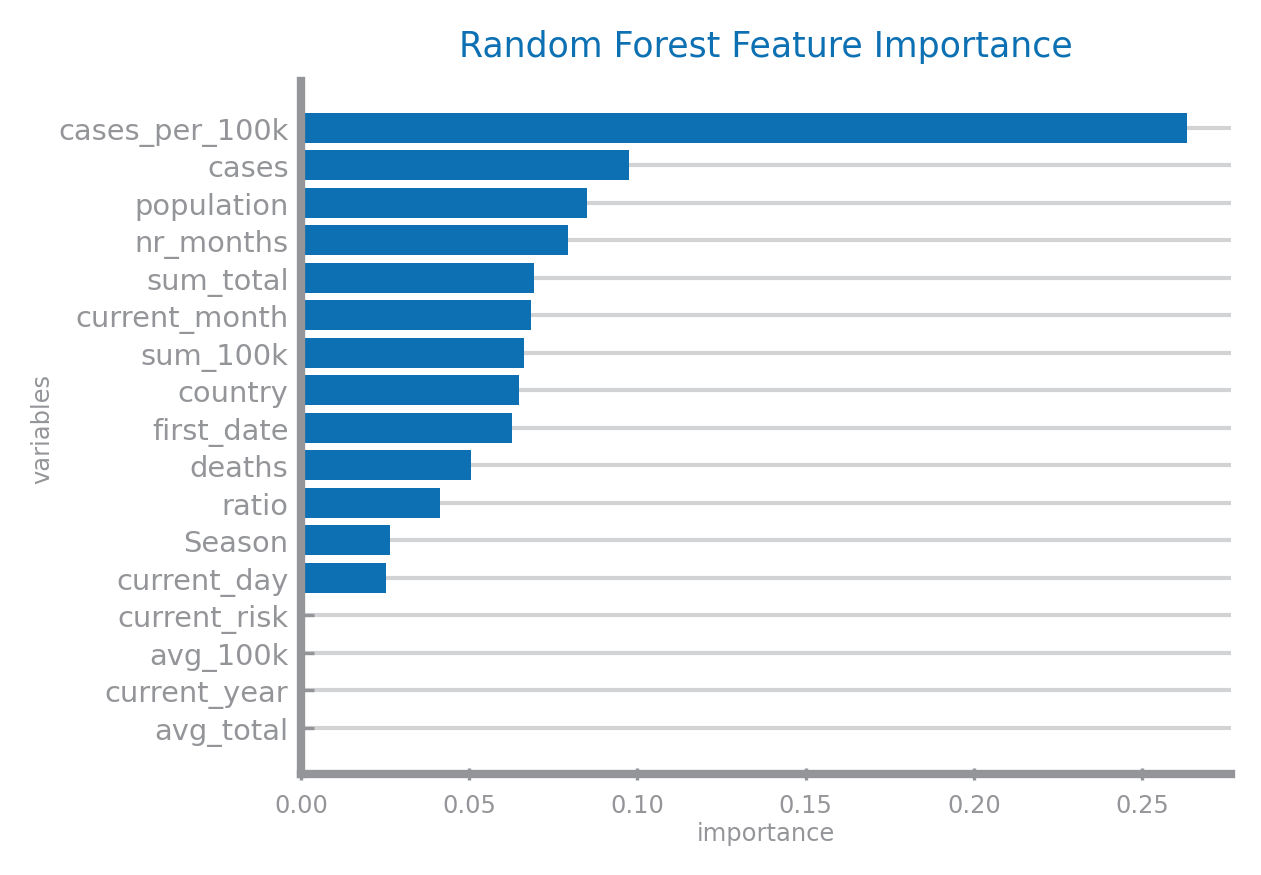 Random Forest Feature Importance
cases_per_100k
cases
population
nr_months
sum_total
current_month
sum_100k
country
first_date
deaths
ratio
Season
current_day
current_risk
avg_100k
current_year
avg_total
variables
0.00 0.05 0.10 0.15 0.20 0.25
importance